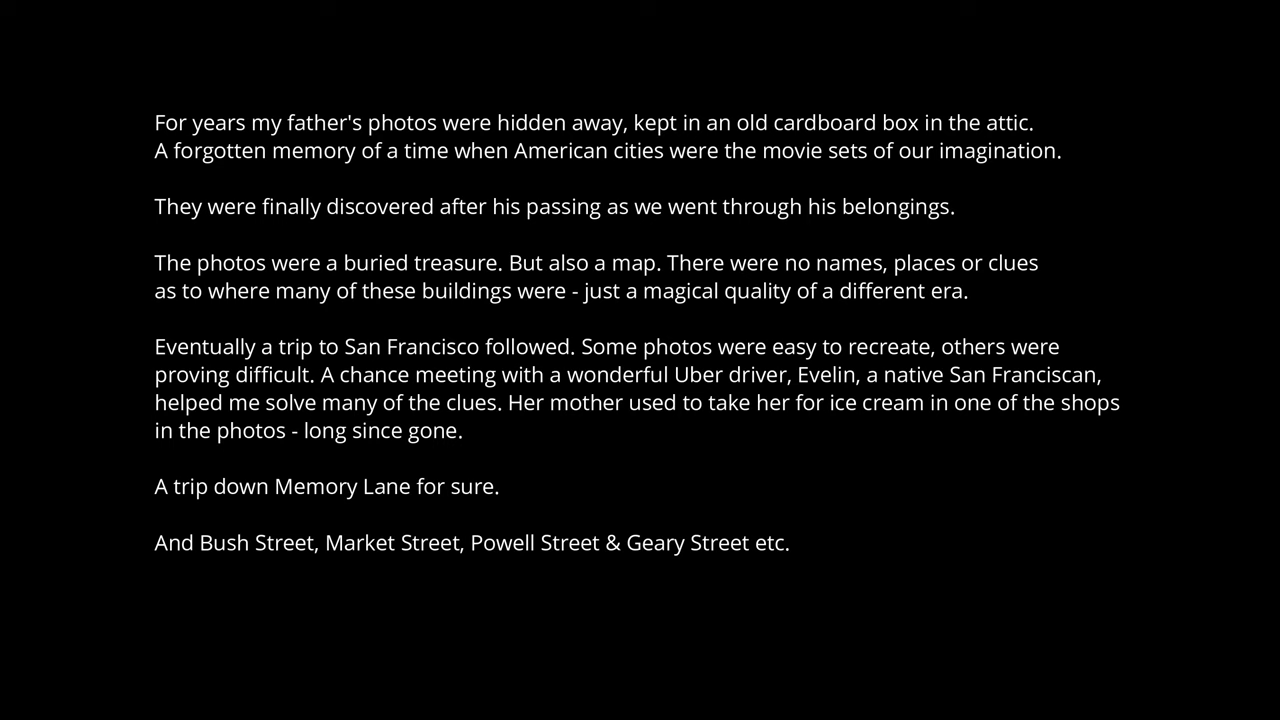 For years my father's photos were hidden away, kept in an old cardboard box in the attic.
A forgotten memory of a time when American cities were the movie sets of our imagination.
They were finally discovered after his passing as we went through his belongings.
The photos were a buried treasure. But also a map. There were no names, places or clues
as to where many of these buildings were - just a magical quality of a different era.
Eventually a trip to San Francisco followed. Some photos were easy to recreate, others were
proving difficult. A chance meeting with a wonderful Uber driver, Evelin, a native San Franciscan,
helped me solve many of the clues. Her mother used to take her for ice cream in one of the shops
in the photos - long since gone.
A trip down Memory Lane for sure.
And Bush Street, Market Street, Powell Street & Geary Street etc.